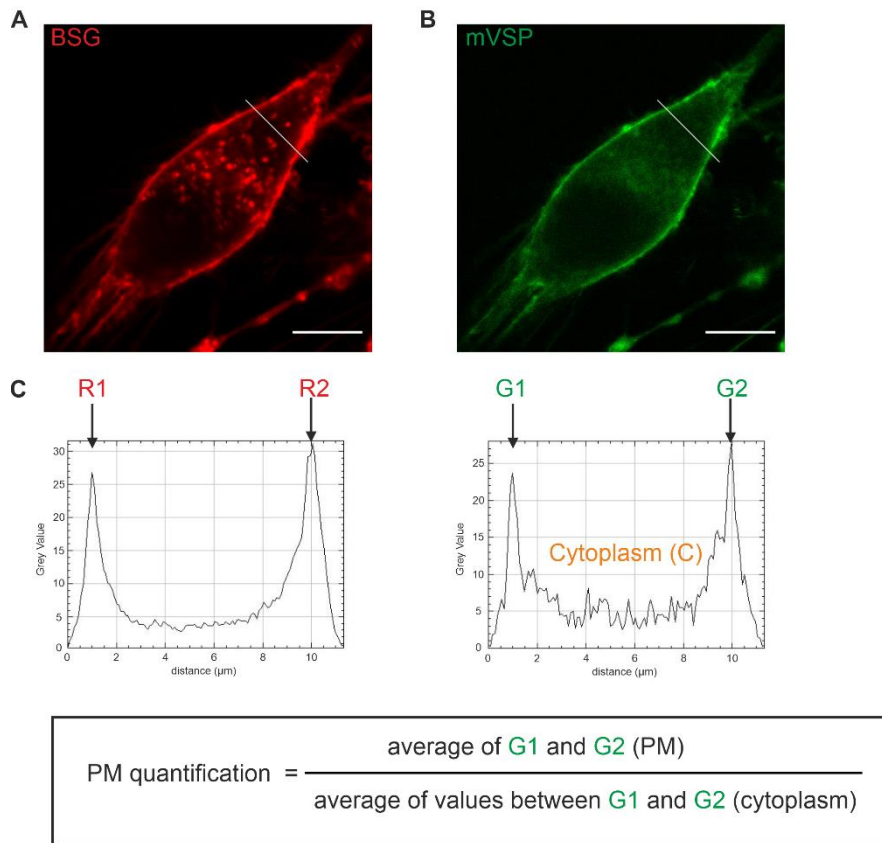 A
BSG
B
mVSP
C
R1
R2
30
25
20
15
10
5
0
Grey Value
0
2
4
6
8
10
distance (µm)
G1
G2
25
20
15
10
5
0
Grey Value
Cytoplasm (C)
0
2
4
6
8
10
distance (µm)
PM quantification =
average of G1 and G2 (PM)
average of values between G1 and G2 (cytoplasm)